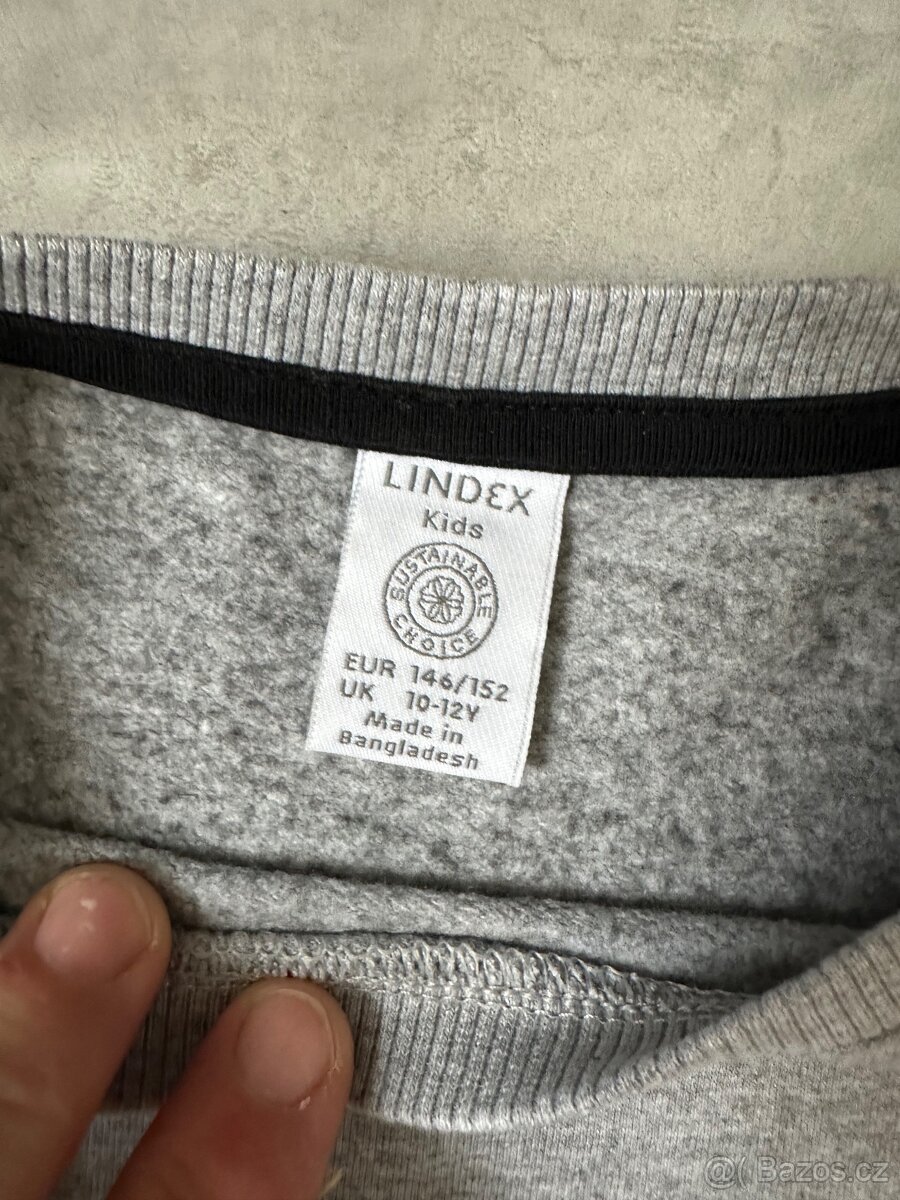 LINDEX
Kids
SUSTAINABLE
CHOICE
EUR 146/152
UK 10-12Y
Made in
Bangladesh
@( Bazos.cz